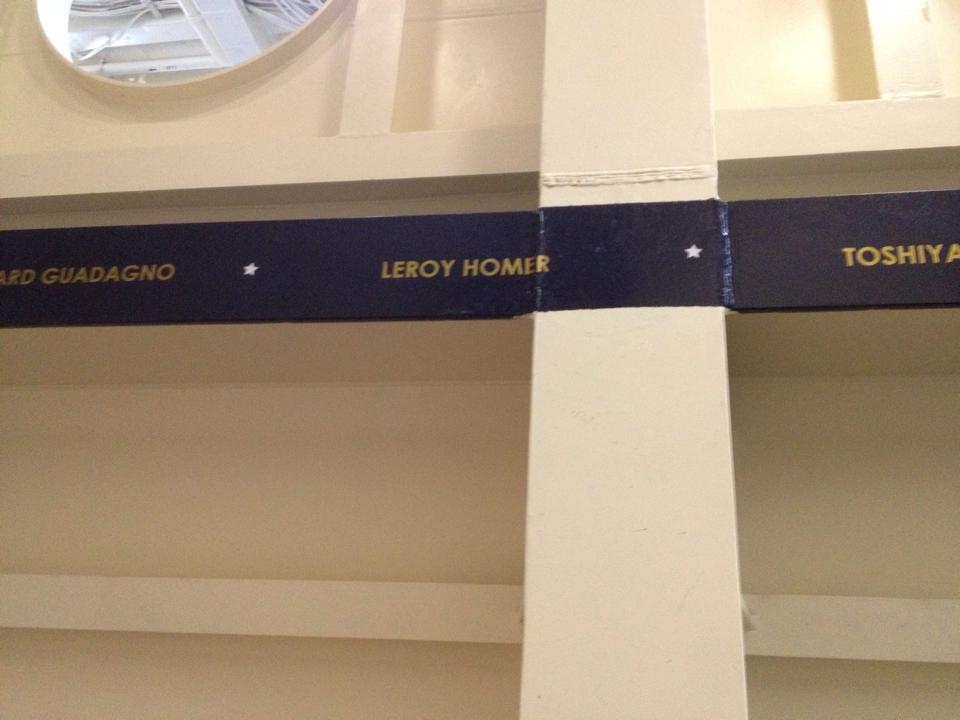 ARD GUADAGNO ★ LEROY HOMER ★ TOSHIYA